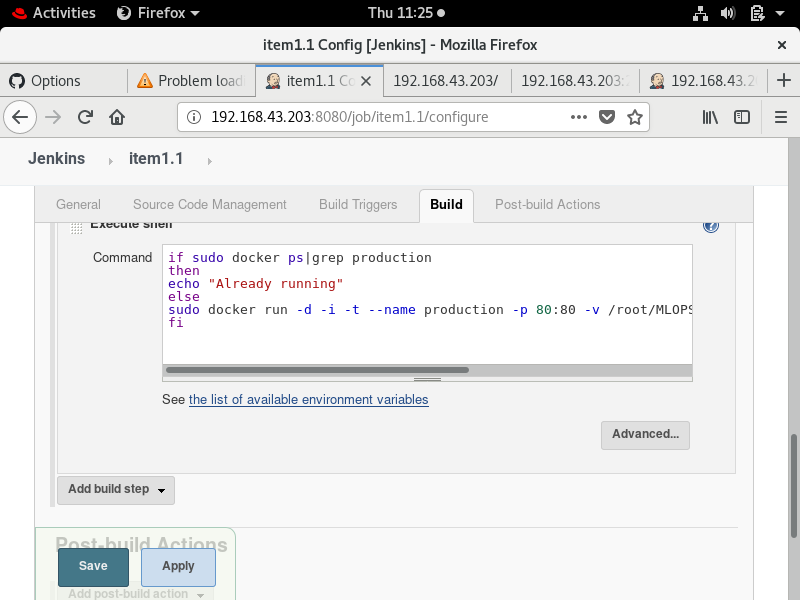 Activities Firefox Thu 11:25
item1.1 Config [Jenkins] - Mozilla Firefox
Options Problem load item1.1 Co 192.168.43.203/ 192.168.43.203: 192.168.43.2
192.168.43.203:8080/job/item1.1/configure
Jenkins item1.1
General Source Code Management Build Triggers Build Post-build Actions
Execute shell
Command
if sudo docker ps|grep production
then
echo "Already running"
else
sudo docker run -d -i -t --name production -p 80:80 -v /root/MLOPS
fi
See the list of available environment variables
Advanced...
Add build step
Post-build Actions
Save Apply
Add post-build action